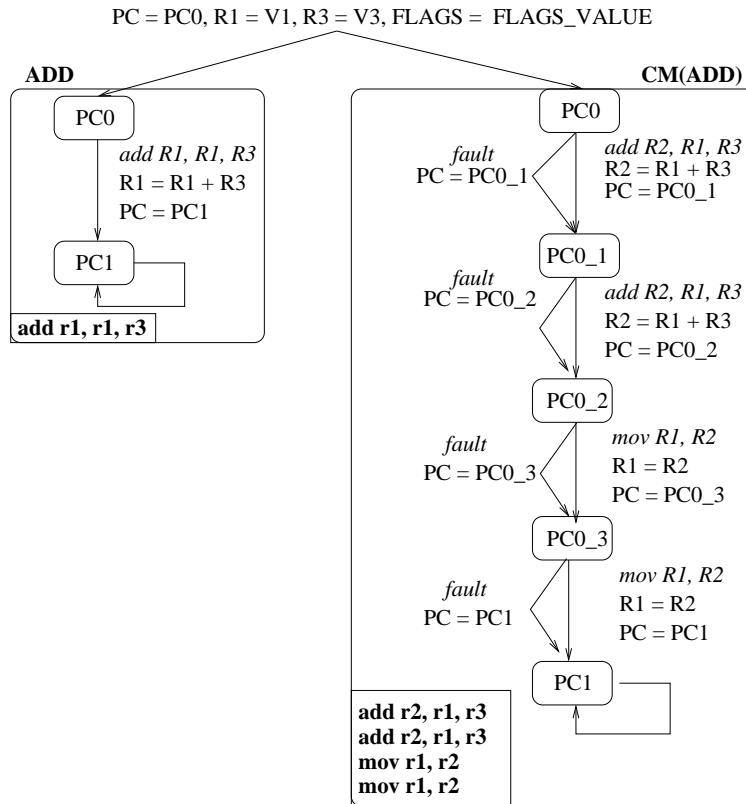 PC = PC0, R1 = V1, R3 = V3, FLAGS = FLAGS_VALUE
ADD
PC0
add R1, R1, R3
R1 = R1 + R3
PC = PC1
PC1
add r1, r1, r3
CM(ADD)
PC0
fault
PC = PC0_1
add R2, R1, R3
R2 = R1 + R3
PC = PC0_1
PC0_1
fault
PC = PC0_2
add R2, R1, R3
R2 = R1 + R3
PC = PC0_2
PC0_2
fault
PC = PC0_3
mov R1, R2
R1 = R2
PC = PC0_3
PC0_3
fault
PC = PC1
mov R1, R2
R1 = R2
PC = PC1
PC1
add r2, r1, r3
add r2, r1, r3
mov r1, r2
mov r1, r2